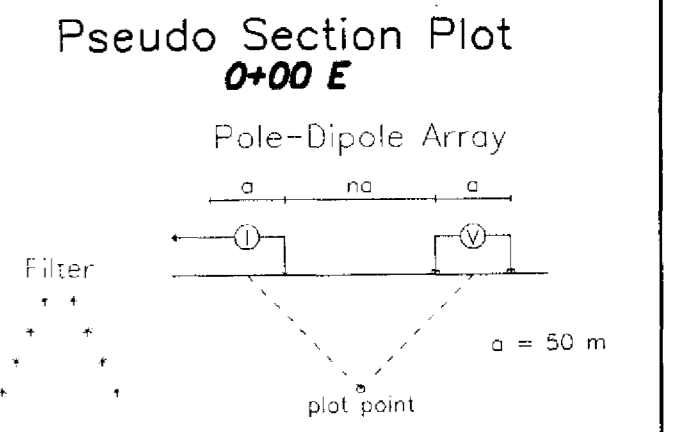 Pseudo Section Plot
0+00 E
Pole-Dipole Array
a na a
I V
Filter
a = 50 m
plot point